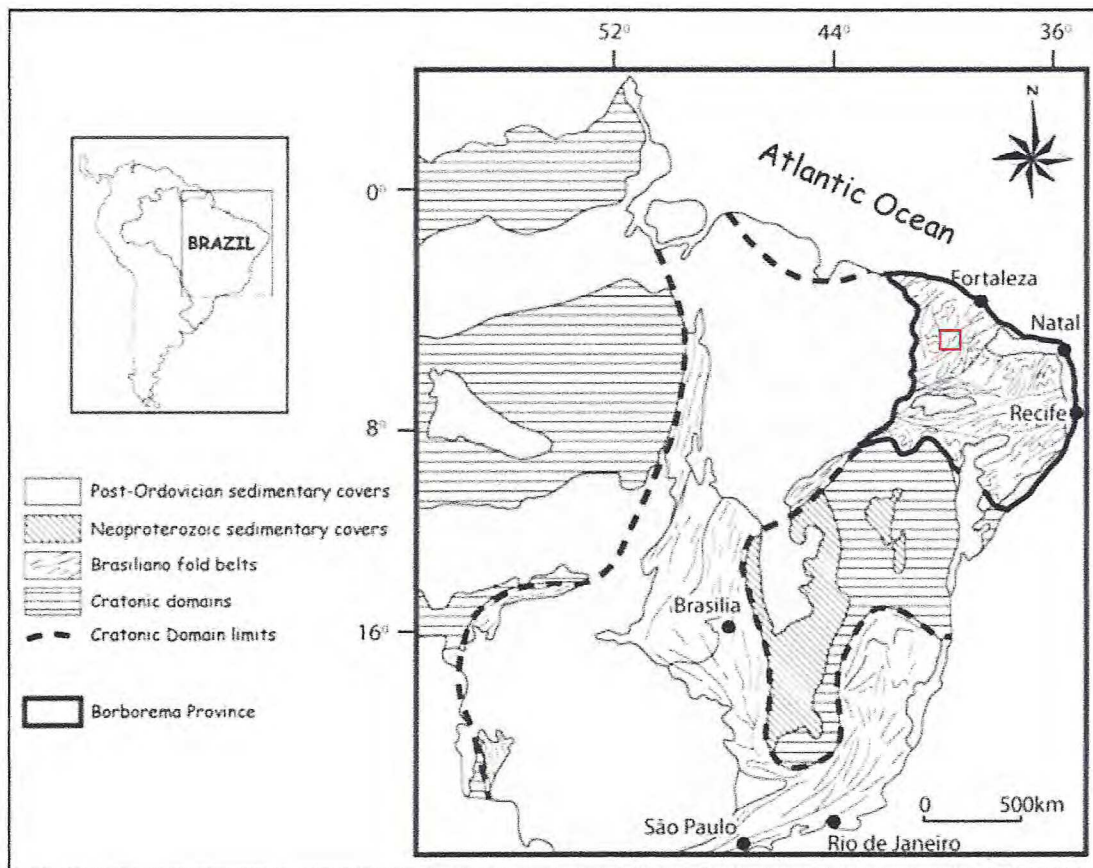 52° 44° 36°
N
Atlantic Ocean
0°
BRAZIL
Fortaleza
Natal
8°
Recife
Post-Ordovician sedimentary covers
Neoproterozoic sedimentary covers
Brasiliano fold belts
Cratonic domains
Cratonic Domain limits
Brasilia
16°
Borborema Province
0 500km
São Paulo
Rio de Janeiro